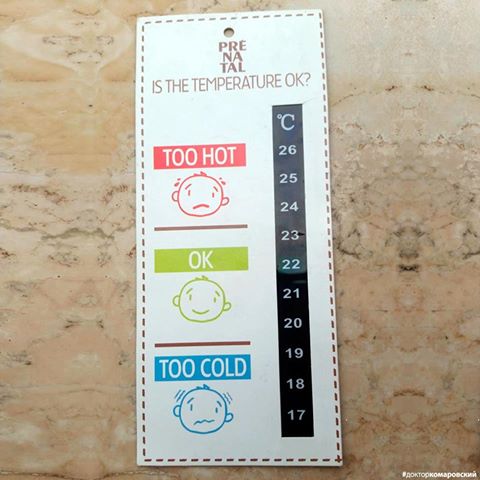 PRÉ
NA
TAL
IS THE TEMPERATURE OK?
°C
26
TOO HOT
25
24
23
OK
22
21
20
19
TOO COLD
18
17
#докторкомаровский